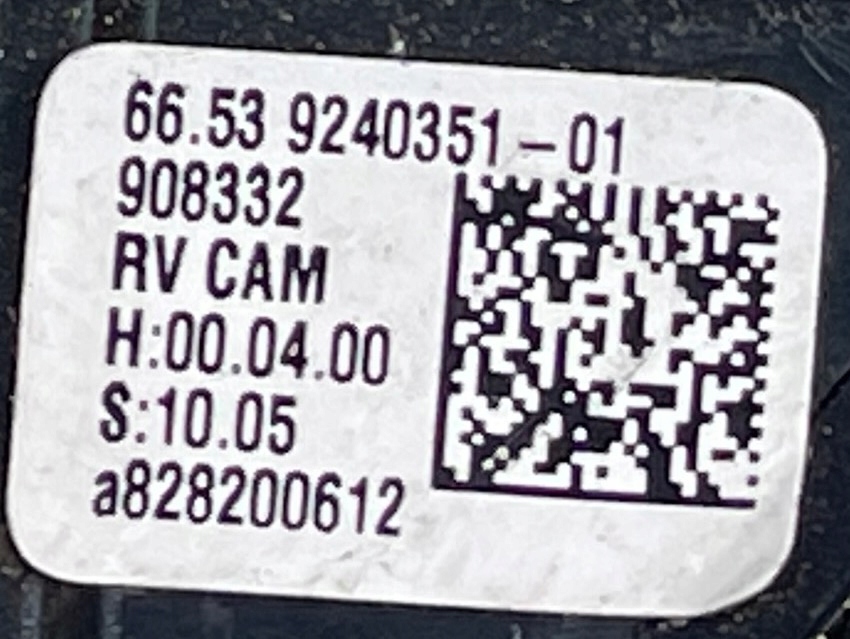 66.53 9240351-01
908332
RV CAM
H:00.04.00
S:10.05
a828200612